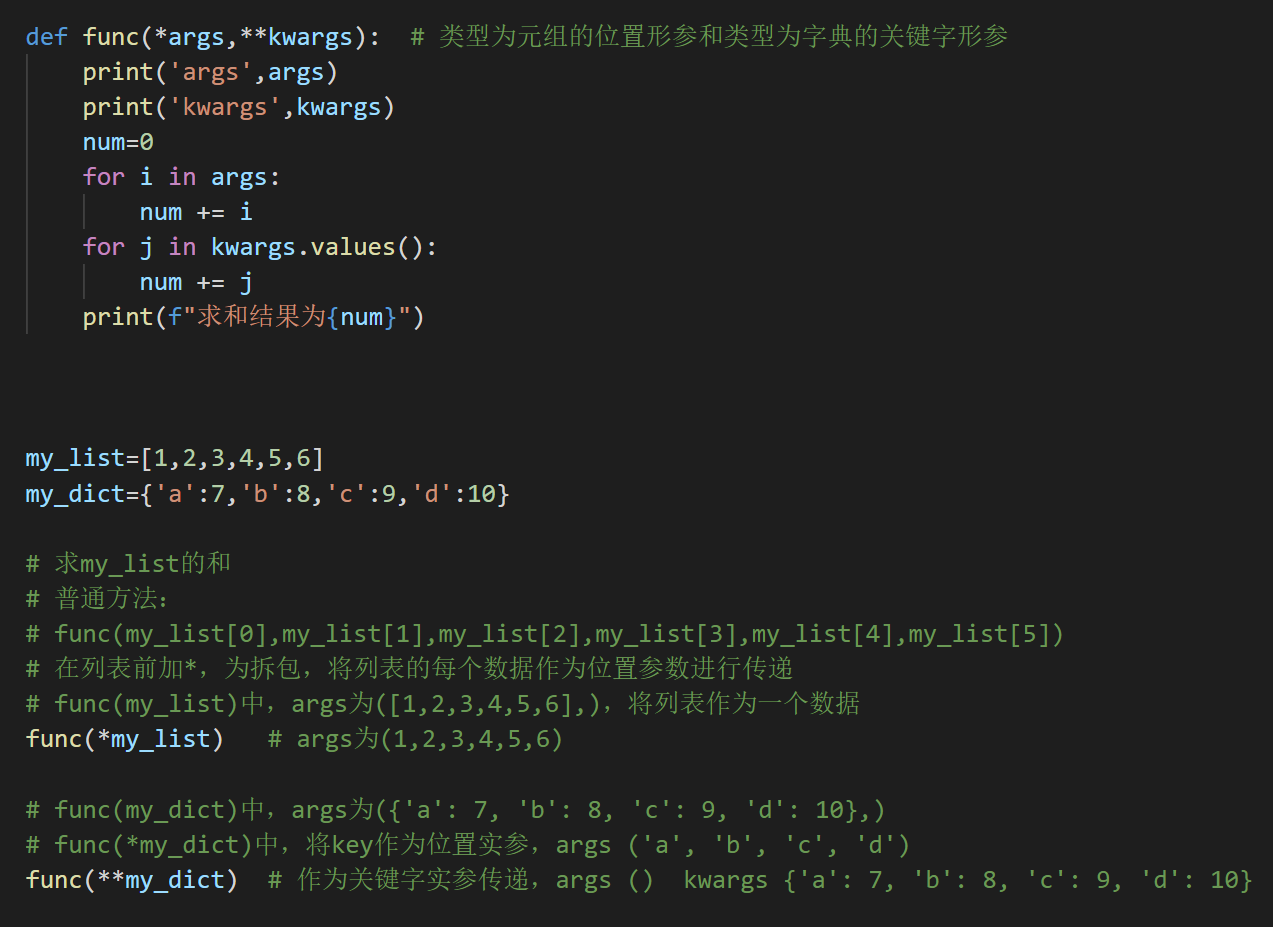 def func(*args,**kwargs):  # 类型为元组的位置形参和类型为字典的关键字形参
    print('args',args)
    print('kwargs',kwargs)
    num=0
    for i in args:
        num += i
    for j in kwargs.values():
        num += j
    print(f"求和结果为{num}")
my_list=[1,2,3,4,5,6]
my_dict={'a':7,'b':8,'c':9,'d':10}
# 求my_list的和
# 普通方法：
# func(my_list[0],my_list[1],my_list[2],my_list[3],my_list[4],my_list[5])
# 在列表前加*，为拆包，将列表的每个数据作为位置参数进行传递
# func(my_list)中，args为([1,2,3,4,5,6],)，将列表作为一个数据
func(*my_list)   # args为(1,2,3,4,5,6)
# func(my_dict)中，args为({'a': 7, 'b': 8, 'c': 9, 'd': 10},)
# func(*my_dict)中，将key作为位置实参，args ('a', 'b', 'c', 'd')
func(**my_dict)  # 作为关键字实参传递，args ()  kwargs {'a': 7, 'b': 8, 'c': 9, 'd': 10}